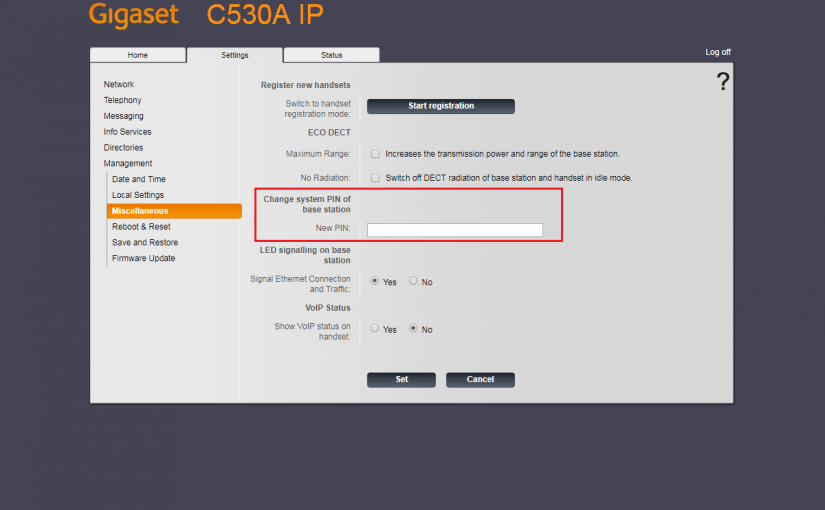 Gigaset C530A IP
Home Settings Status Log off
?
Network
Telephony
Messaging
Info Services
Directories
Management
Date and Time
Local Settings
Miscellaneous
Reboot & Reset
Save and Restore
Firmware Update
Register new handsets
Switch to handset
registration mode:
Start registration
ECO DECT
Maximum Range:
Increases the transmission power and range of the base station.
No Radiation:
Switch off DECT radiation of base station and handset in idle mode.
Change system PIN of
base station
New PIN:
LED signalling on base
station
Signal Ethernet Connection
and Traffic:
Yes No
VoIP Status
Show VoIP status on
handset:
Yes No
Set Cancel